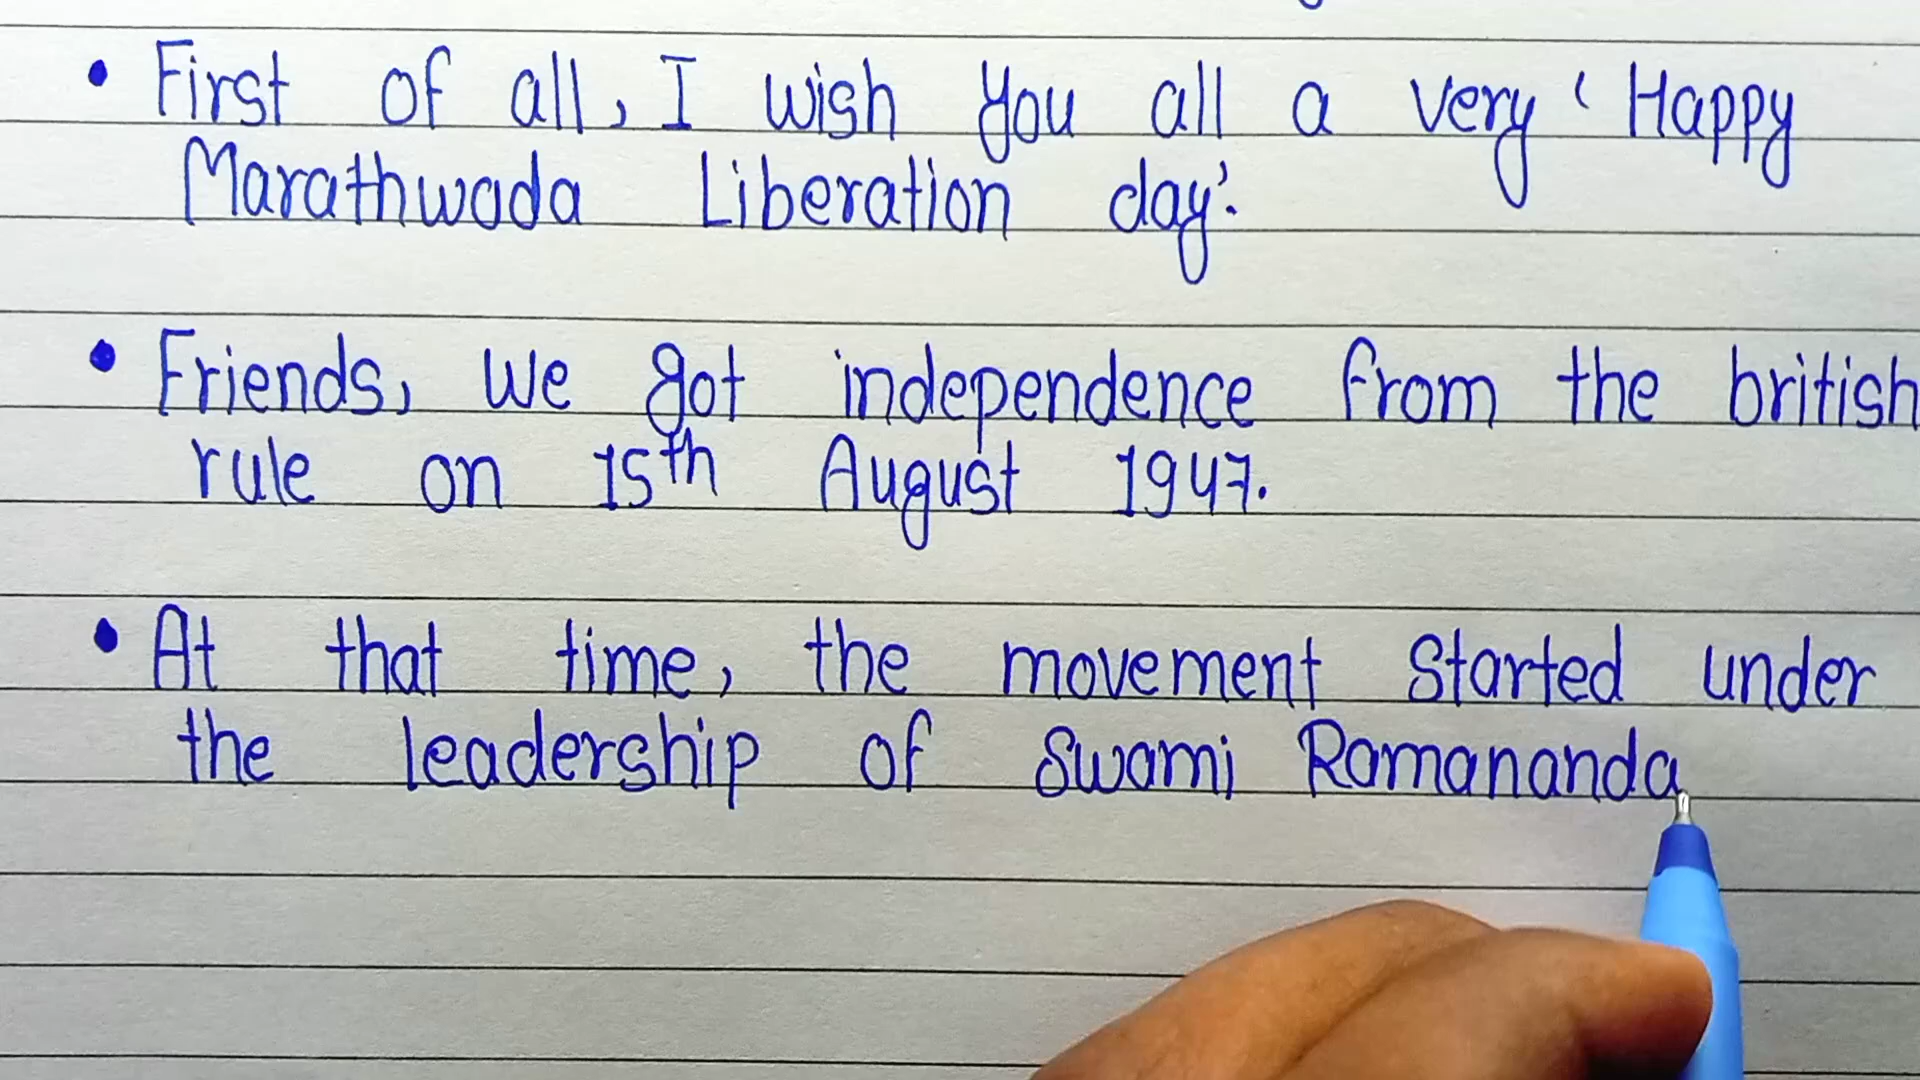 • First of all, I wish you all a very ‘Happy
Marathwada Liberation day’.
• Friends, we got independence from the british
rule on 15th August 1947.
• At that time, the movement started under
the leadership of Swami Ramananda